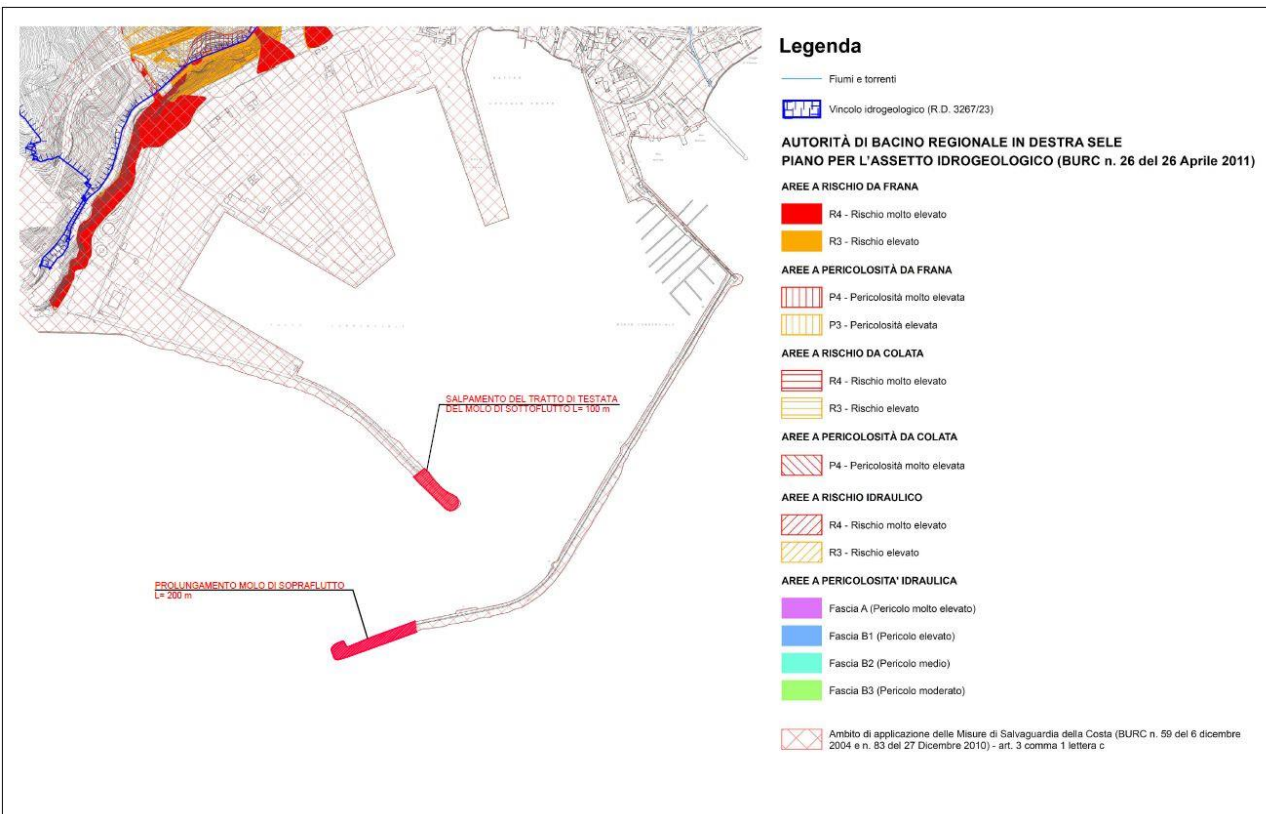 SALPAMENTO DEL TRATTO DI TESTATA
DEL MOLO DI SOTTOFLUTTO L= 100 m
PROLUNGAMENTO MOLO DI SOPRAFLUTTO
L= 200 m
Legenda
Fiumi e torrenti
Vincolo idrogeologico (R.D. 3267/23)
AUTORITÀ DI BACINO REGIONALE IN DESTRA SELE
PIANO PER L'ASSETTO IDROGEOLOGICO (BURC n. 26 del 26 Aprile 2011)
AREE A RISCHIO DA FRANA
R4 - Rischio molto elevato
R3 - Rischio elevato
AREE A PERICOLOSITÀ DA FRANA
P4 - Pericolosità molto elevata
P3 - Pericolosità elevata
AREE A RISCHIO DA COLATA
R4 - Rischio molto elevato
R3 - Rischio elevato
AREE A PERICOLOSITÀ DA COLATA
P4 - Pericolosità molto elevata
AREE A RISCHIO IDRAULICO
R4 - Rischio molto elevato
R3 - Rischio elevato
AREE A PERICOLOSITA' IDRAULICA
Fascia A (Pericolo molto elevato)
Fascia B1 (Pericolo elevato)
Fascia B2 (Pericolo medio)
Fascia B3 (Pericolo moderato)
Ambito di applicazione delle Misure di Salvaguardia della Costa (BURC n. 59 del 6 dicembre
2004 e n. 83 del 27 Dicembre 2010) - art. 3 comma 1 lettera c